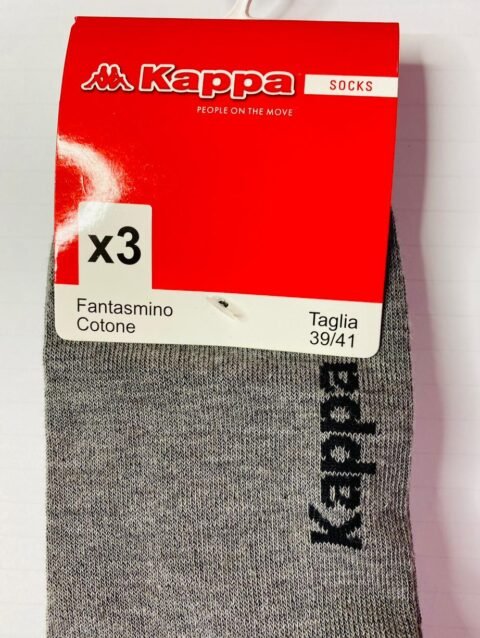 Kappa SOCKS
PEOPLE ON THE MOVE
x3
Fantasmino
Cotone
Taglia
39/41
Kappa